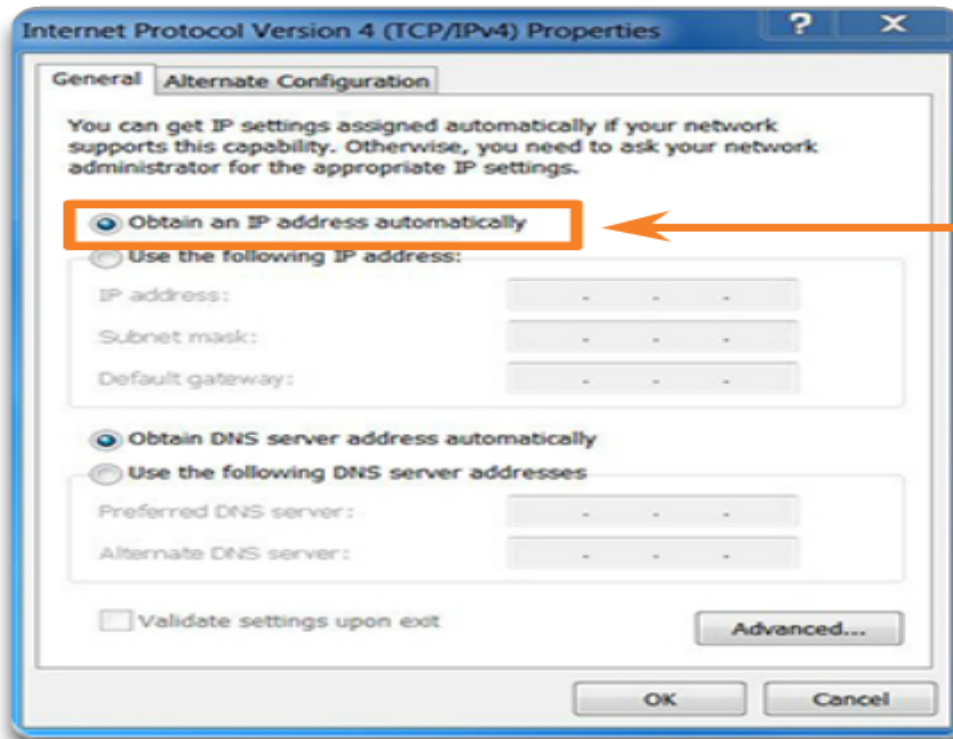 Internet Protocol Version 4 (TCP/IPv4) Properties
General
Alternate Configuration
You can get IP settings assigned automatically if your network
supports this capability. Otherwise, you need to ask your network
administrator for the appropriate IP settings.
Obtain an IP address automatically
Use the following IP address:
IP address:
Subnet mask:
Default gateway:
Obtain DNS server address automatically
Use the following DNS server addresses
Preferred DNS server:
Alternate DNS server:
Validate settings upon exit
Advanced...
OK
Cancel